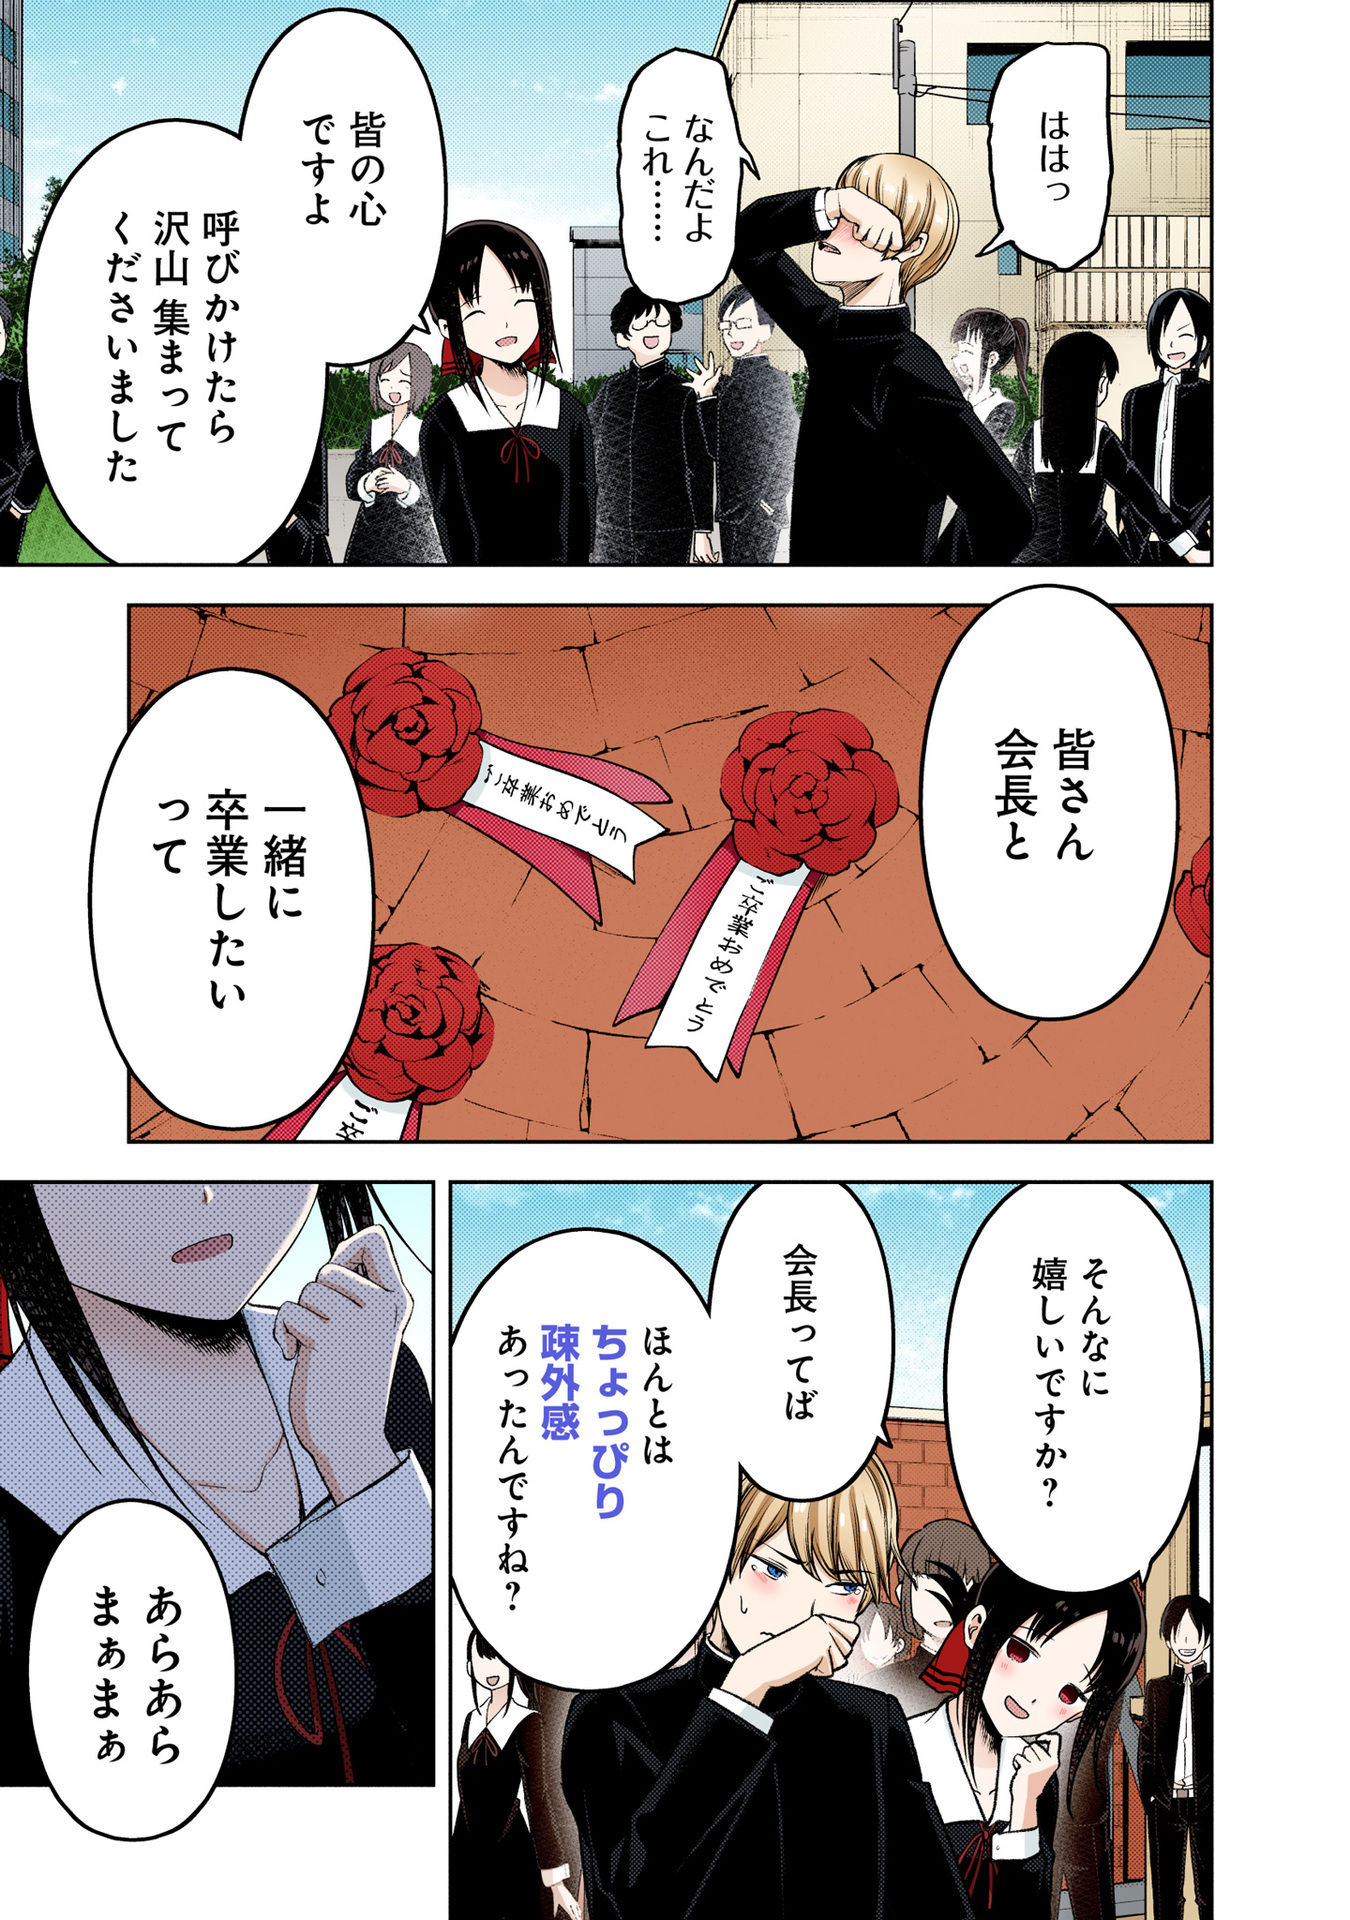 ははっ
なんだよ
これ……
皆の心
ですよ
呼びかけたら
沢山集まって
くださいました
皆さん
会長と
ご卒業おめでとう
ご卒業おめでとう
ご卒
一緒に
卒業したい
って
そんなに
嬉しいですか？
会長ってば
ほんとは
ちょっぴり
疎外感
あったんですね？
あらあら
まぁまぁ